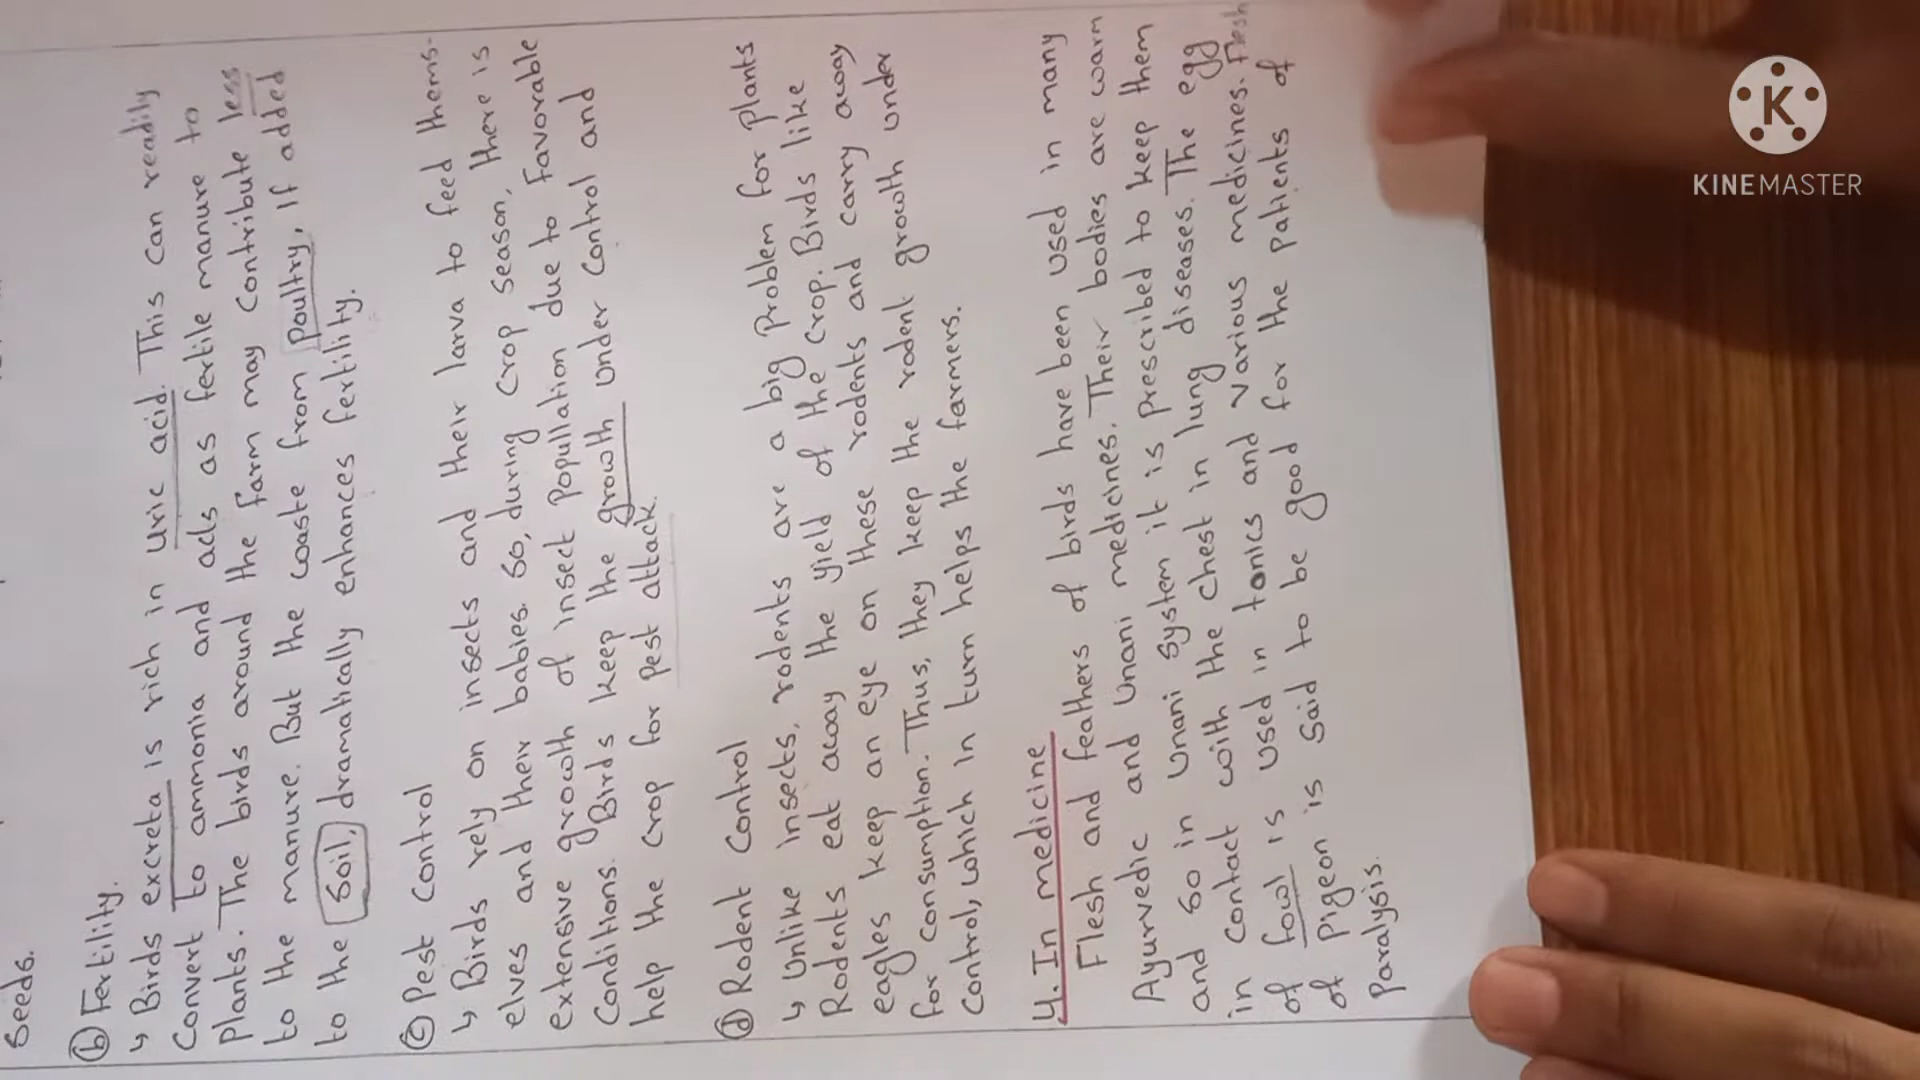 Seeds.
(b) Fertility.
↳ Birds excreta is rich in uric acid. This can readily
convert to ammonia and acts as fertile manure to
plants. The birds around the farm may contribute less
to the manure. But the waste from poultry, if added
to the soil, dramatically enhances fertility.
(c) Pest control
↳ Birds rely on insects and their larva to feed thems-
elves and their babies. So, during crop season, there is
extensive growth of insect population due to favorable
conditions. Birds keep the growth under control and
help the crop for pest attack.
(d) Rodent control
↳ Unlike insects, rodents are a big problem for plants
Rodents eat away the yield of the crop. Birds like
eagles keep an eye on these rodents and carry away
for consumption. Thus, they keep the rodent growth under
control, which in turn helps the farmers.
4. In medicine
Flesh and feathers of birds have been used in many
Ayurvedic and Unani medicines. Their bodies are warm
and so in Unani system it is prescribed to keep them
in contact with the chest in lung diseases. The egg
of fowl is used in tonics and various medicines. Flesh
of pigeon is said to be good for the patients of
paralysis.
KINEMASTER